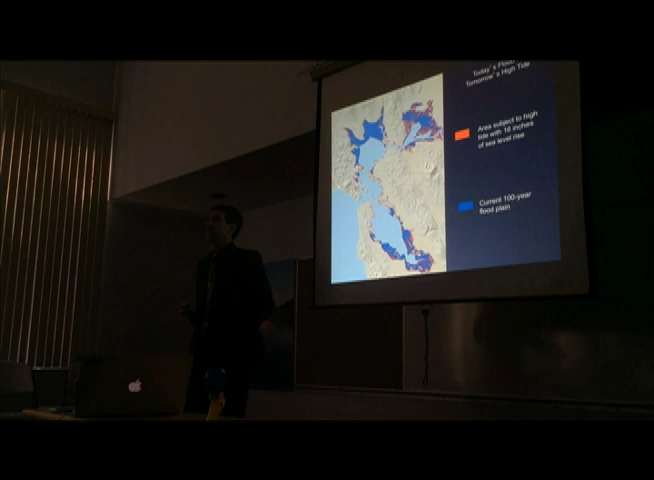 Today's Flood
Tomorrow's High Tide
Area subject to high
tide with 16 inches
of sea level rise
Current 100-year
flood plain